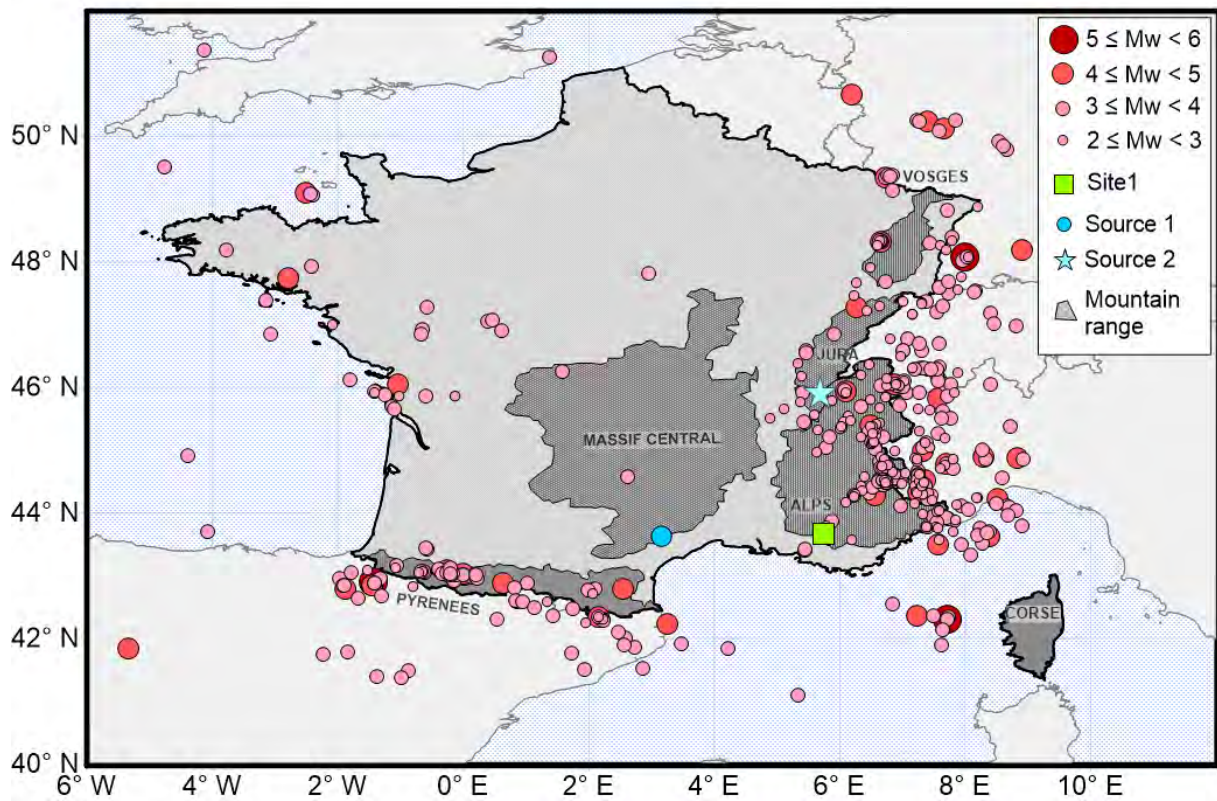 5 ≤ Mw < 6
4 ≤ Mw < 5
3 ≤ Mw < 4
2 ≤ Mw < 3
Site1
Source 1
Source 2
Mountain
range
50° N
48° N
46° N
44° N
42° N
40° N
VOSGES
JURA
MASSIF CENTRAL
ALPS
PYRENEES
CORSE
6° W
4° W
2° W
0° E
2° E
4° E
6° E
8° E
10° E